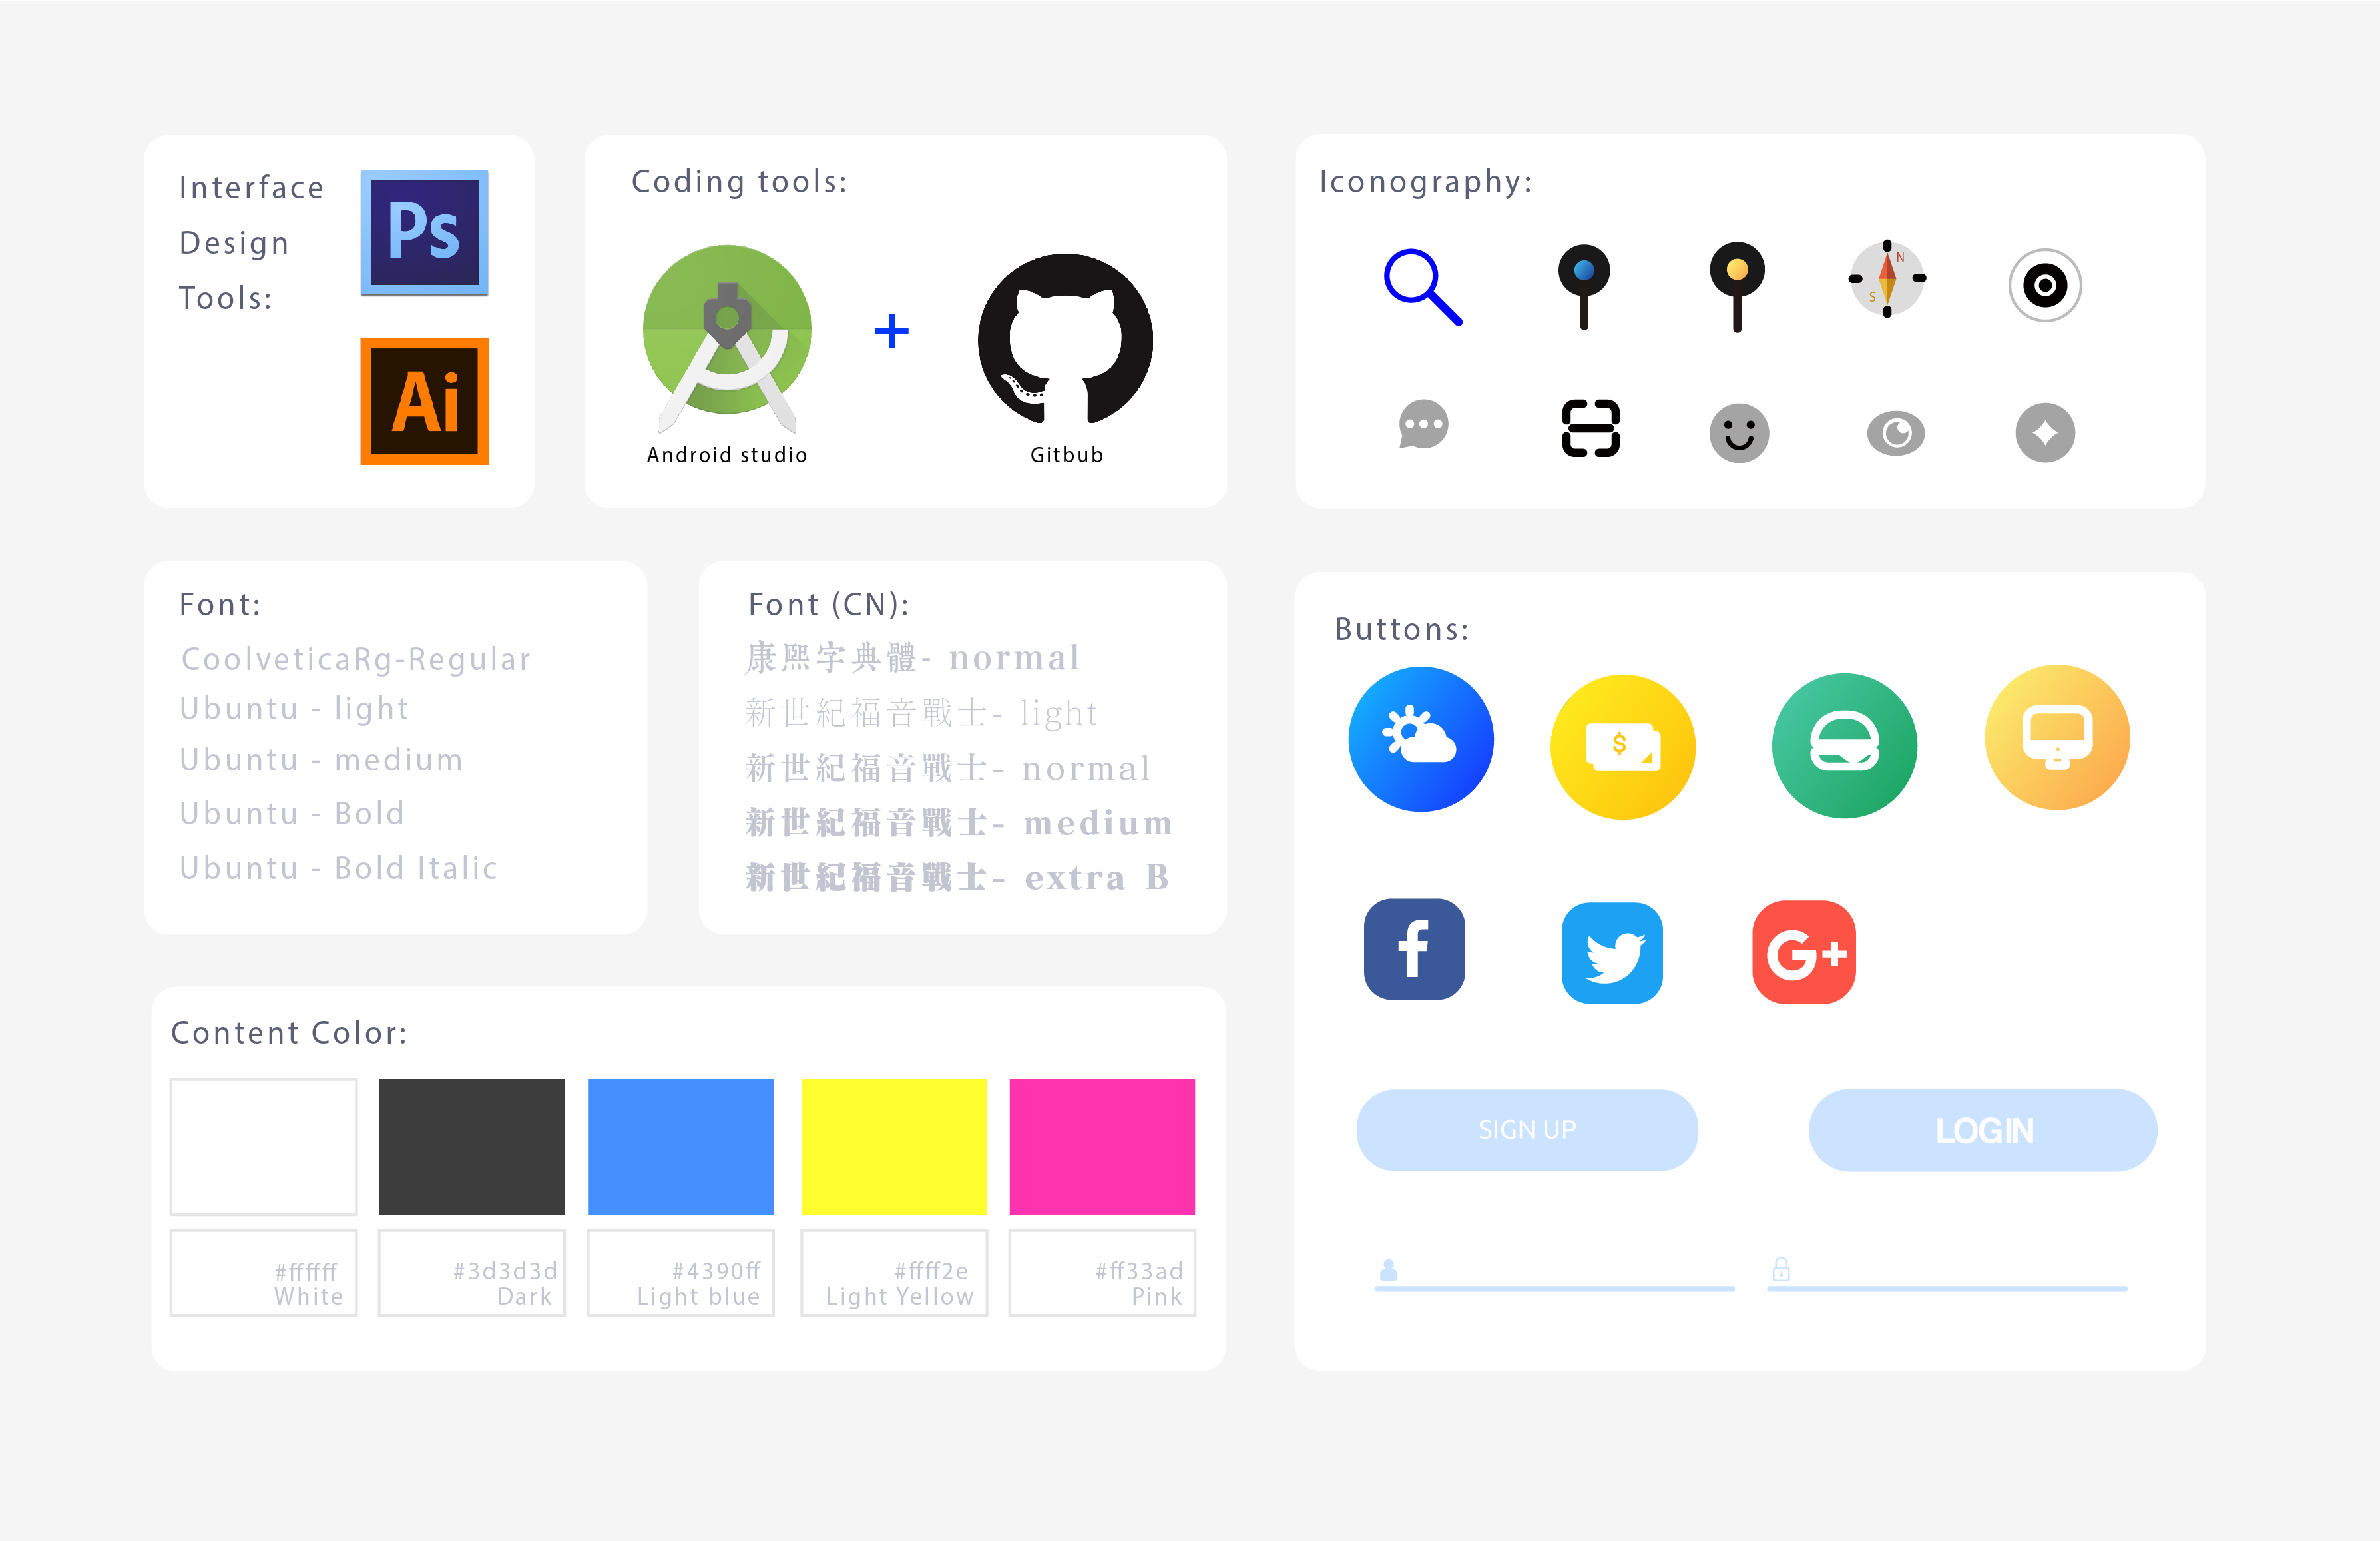 Interface
Design
Tools:
Ps
Ai
Coding tools:
+
Android studio
Gitbub
Iconography:
N
S
Font:
CoolveticaRg-Regular
Ubuntu - light
Ubuntu - medium
Ubuntu - Bold
Ubuntu - Bold Italic
Font (CN):
康熙字典體- normal
新世紀福音戰士- light
新世紀福音戰士- normal
新世紀福音戰士- medium
新世紀福音戰士- extra B
Content Color:
#ffffff
White
#3d3d3d
Dark
#4390ff
Light blue
#ffff2e
Light Yellow
#ff33ad
Pink
Buttons:
$
f
G+
SIGN UP
LOGIN